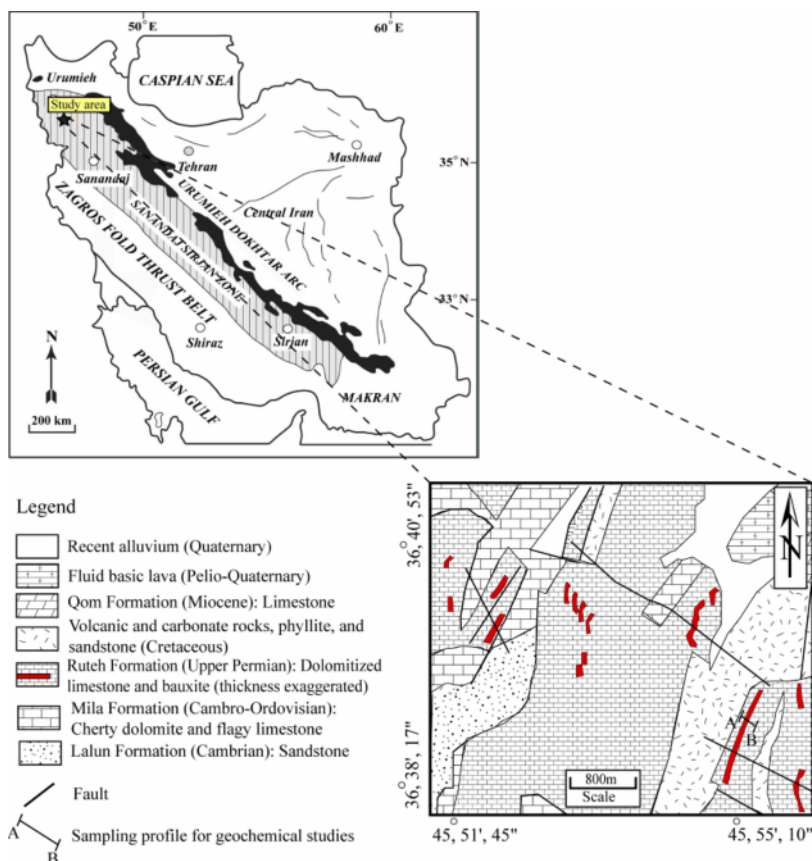 50°E
60°E
Urumieh
CASPIAN SEA
Study area
Mashhad
Tehran
35°N
Sanandaj
URUMIEH DOKHTAR ARC
Central Iran
SANANDAJ SIRJAN ZONE
ZAGROS FOLD THRUST BELT
33°N
N
Shiraz
Sirjan
PERSIAN GULF
MAKRAN
200 km
36°, 40', 53"
N
Legend
Recent alluvium (Quaternary)
Fluid basic lava (Pelio-Quaternary)
Qom Formation (Miocene): Limestone
Volcanic and carbonate rocks, phyllite, and
sandstone (Cretaceous)
Ruteh Formation (Upper Permian): Dolomitized
limestone and bauxite (thickness exaggerated)
Mila Formation (Cambro-Ordovisian):
Cherty dolomite and flagy limestone
Lalun Formation (Cambrian): Sandstone
Fault
A
B
Sampling profile for geochemical studies
A
B
36°, 38', 17"
800m
Scale
45°, 51', 45"
45°, 55', 10"